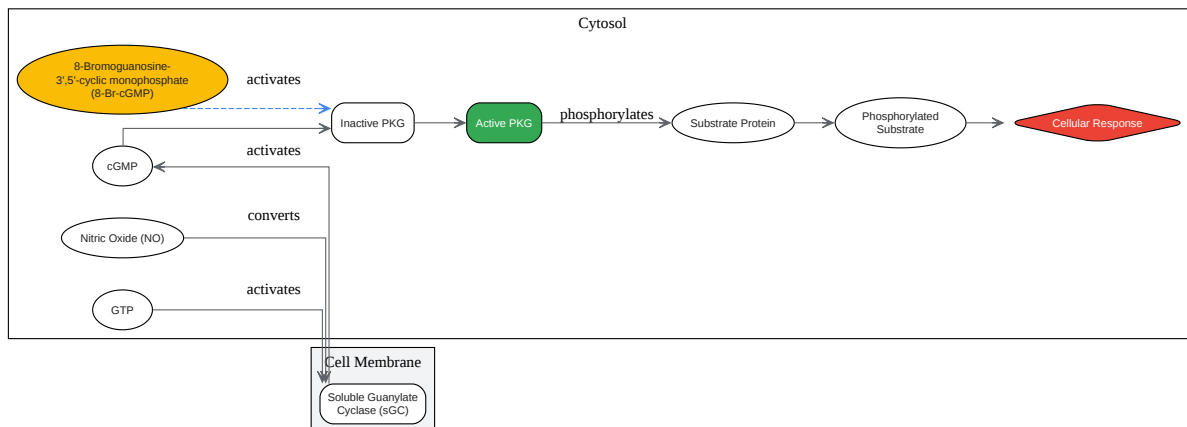 Cytosol
8-Bromoguanosine-
3',5'-cyclic monophosphate
(8-Br-cGMP)
activates
Inactive PKG
Active PKG
phosphorylates
Substrate Protein
Phosphorylated
Substrate
Cellular Response
activates
cGMP
converts
Nitric Oxide (NO)
activates
GTP
Cell Membrane
Soluble Guanylate
Cyclase (sGC)